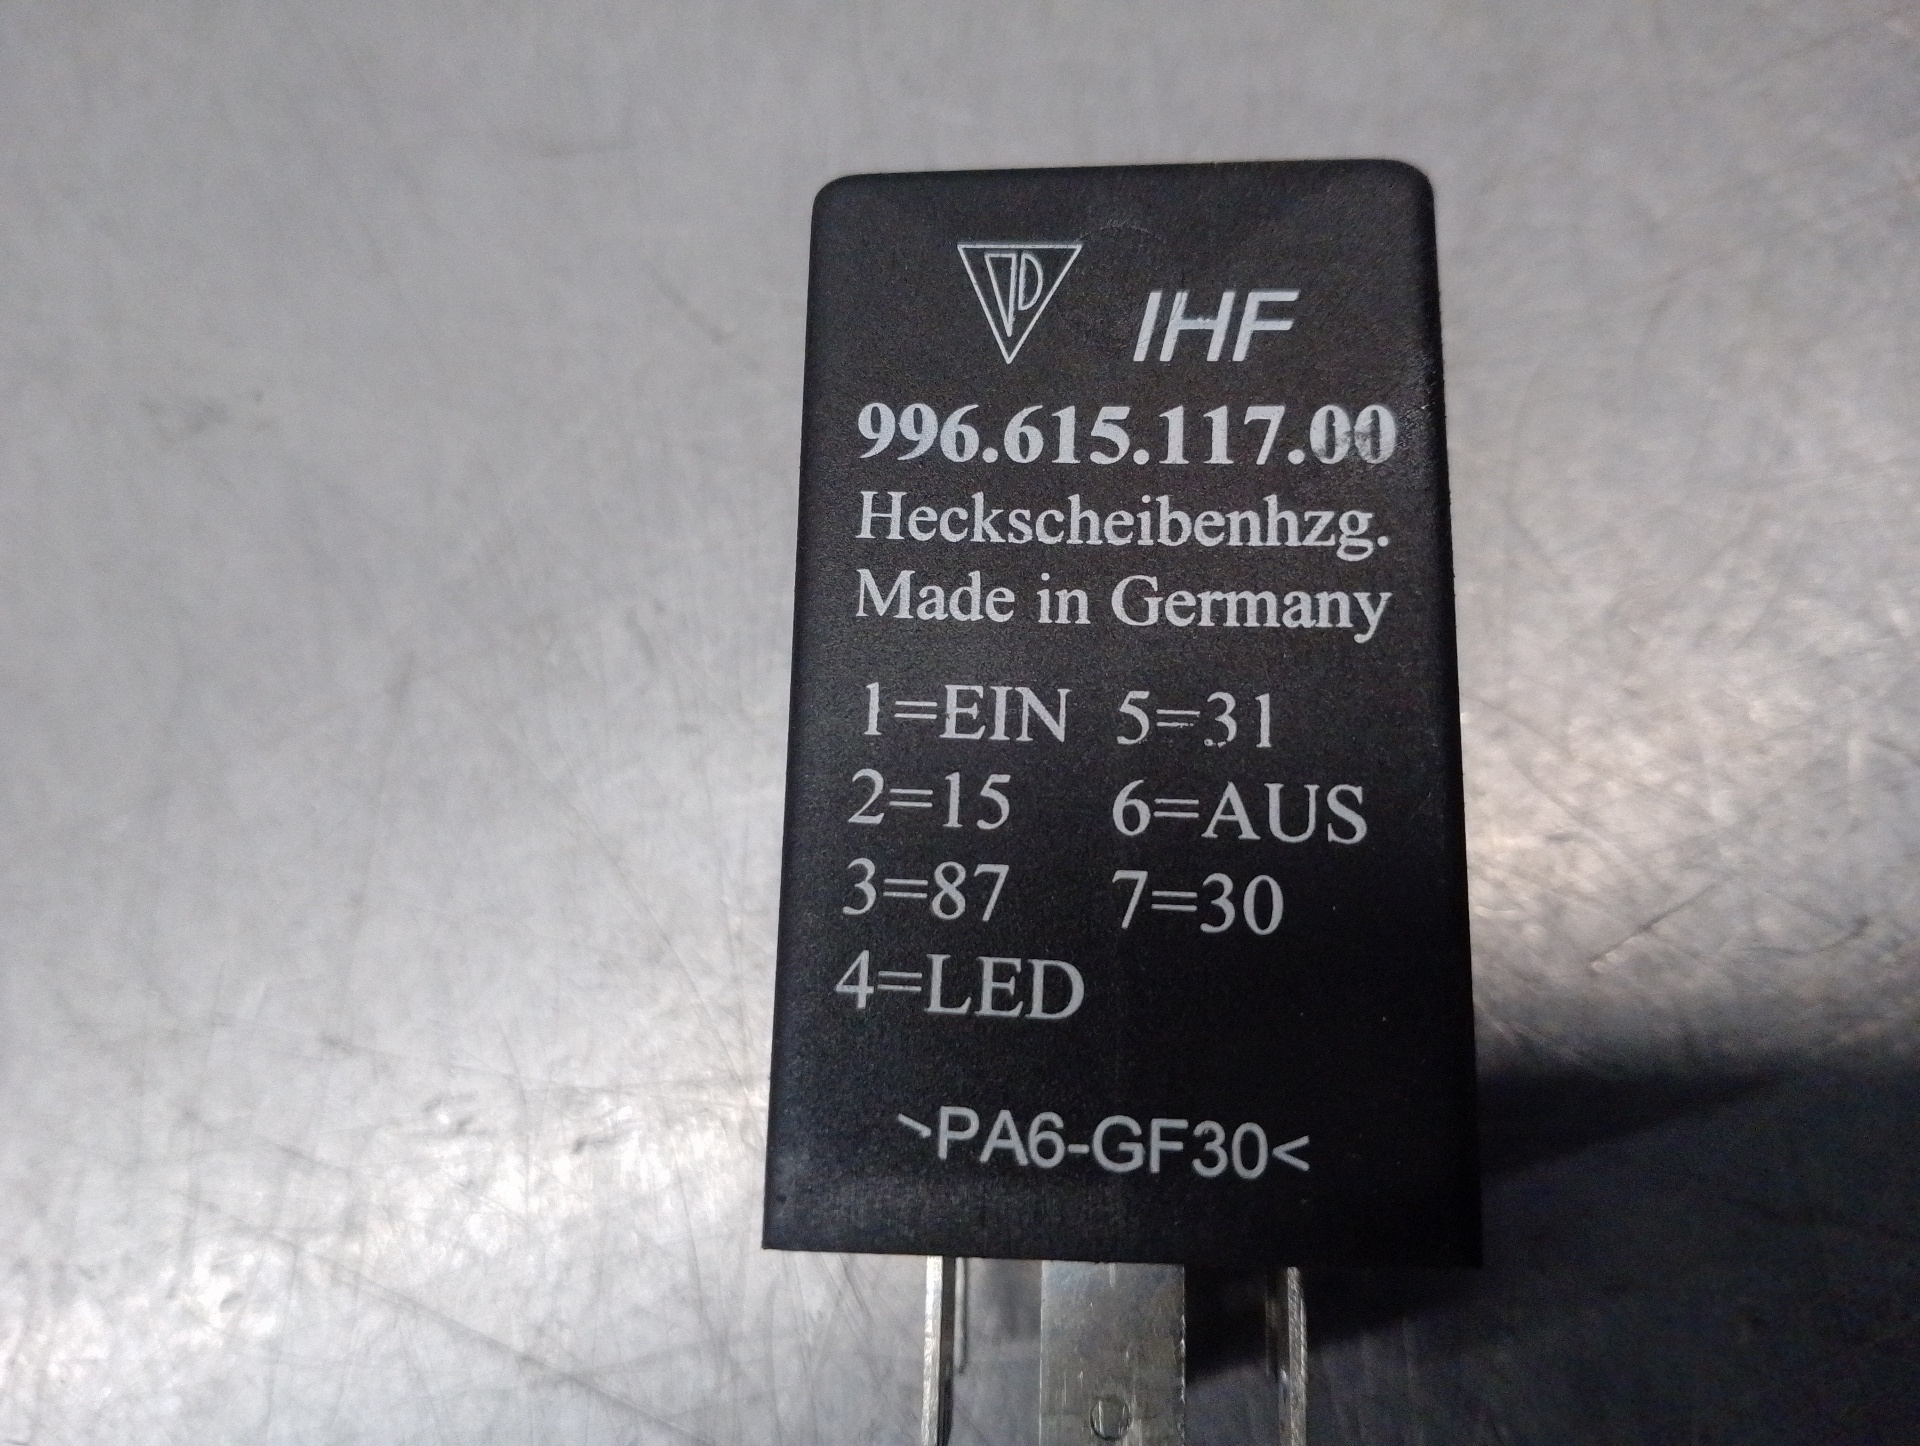 IHF
996.615.117.00
Heckscheibenhzg.
Made in Germany
1=EIN 5=31
2=15 6=AUS
3=87 7=30
4=LED
>PA6-GF30<